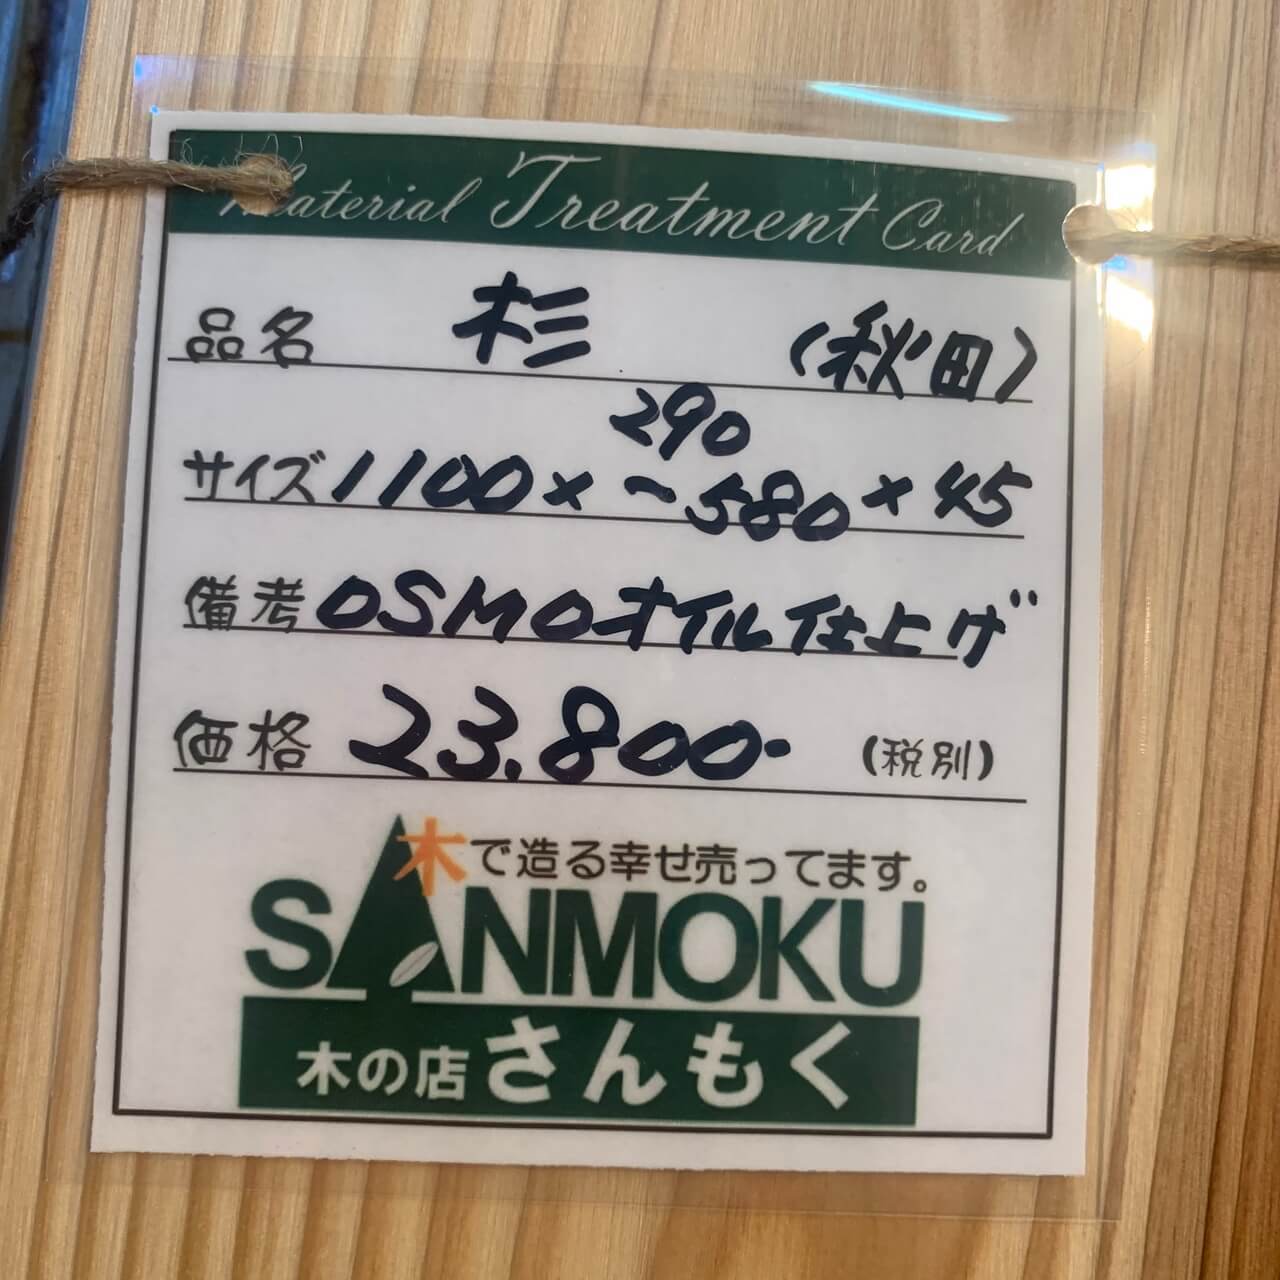 Material Treatment Card
品名 杉 (秋田)
290
サイズ 1100×~580×45
備考 OSMOオイル仕上げ
価格 23.800- (税別)
木で造る幸せ売ってます。
SANMOKU
木の店さんもく